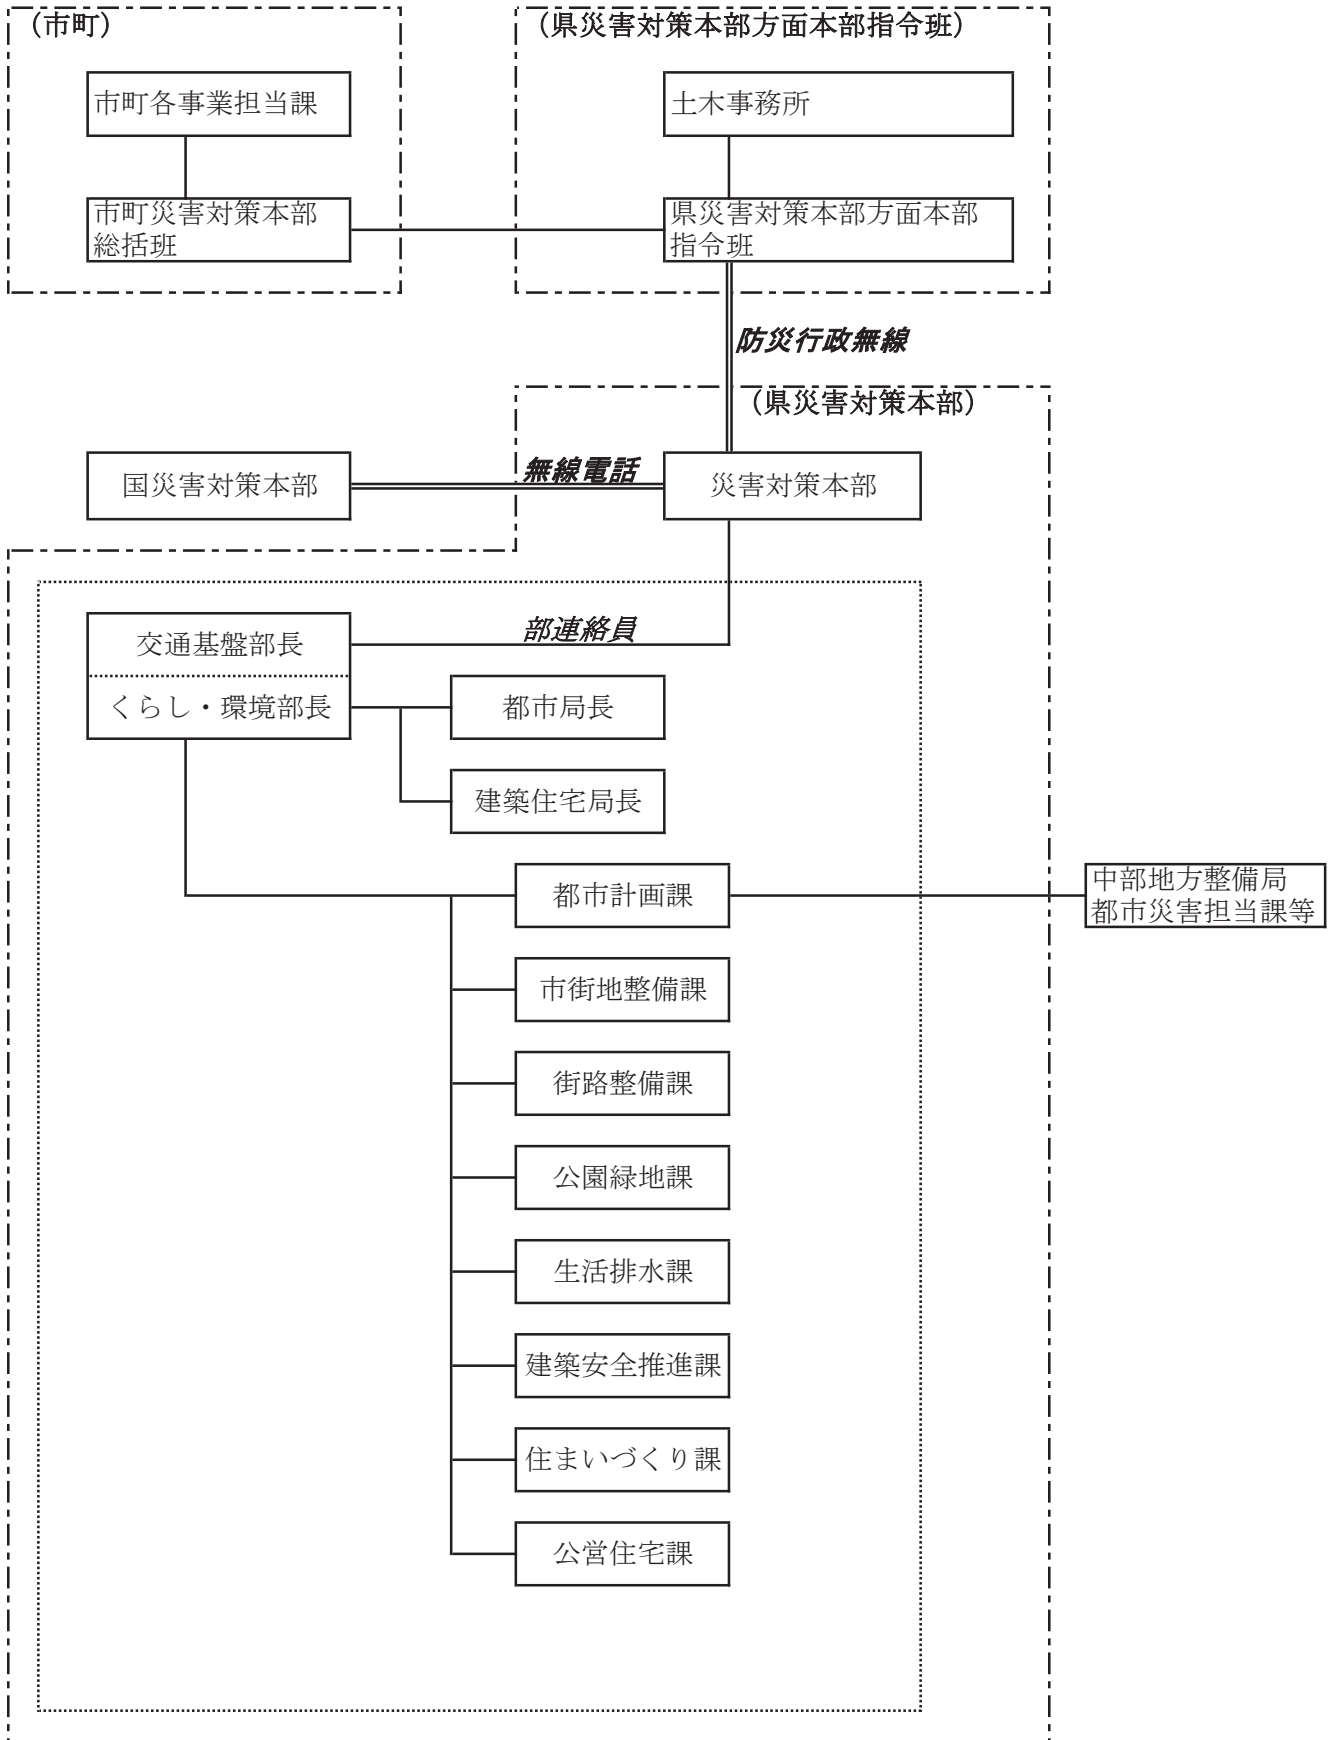 （市町）
市町各事業担当課
市町災害対策本部
総括班
（県災害対策本部方面本部指令班）
土木事務所
県災害対策本部方面本部
指令班
防災行政無線
（県災害対策本部）
国災害対策本部
無線電話
災害対策本部
交通基盤部長
部連絡員
くらし・環境部長
都市局長
建築住宅局長
都市計画課
中部地方整備局
都市災害担当課等
市街地整備課
街路整備課
公園緑地課
生活排水課
建築安全推進課
住まいづくり課
公営住宅課